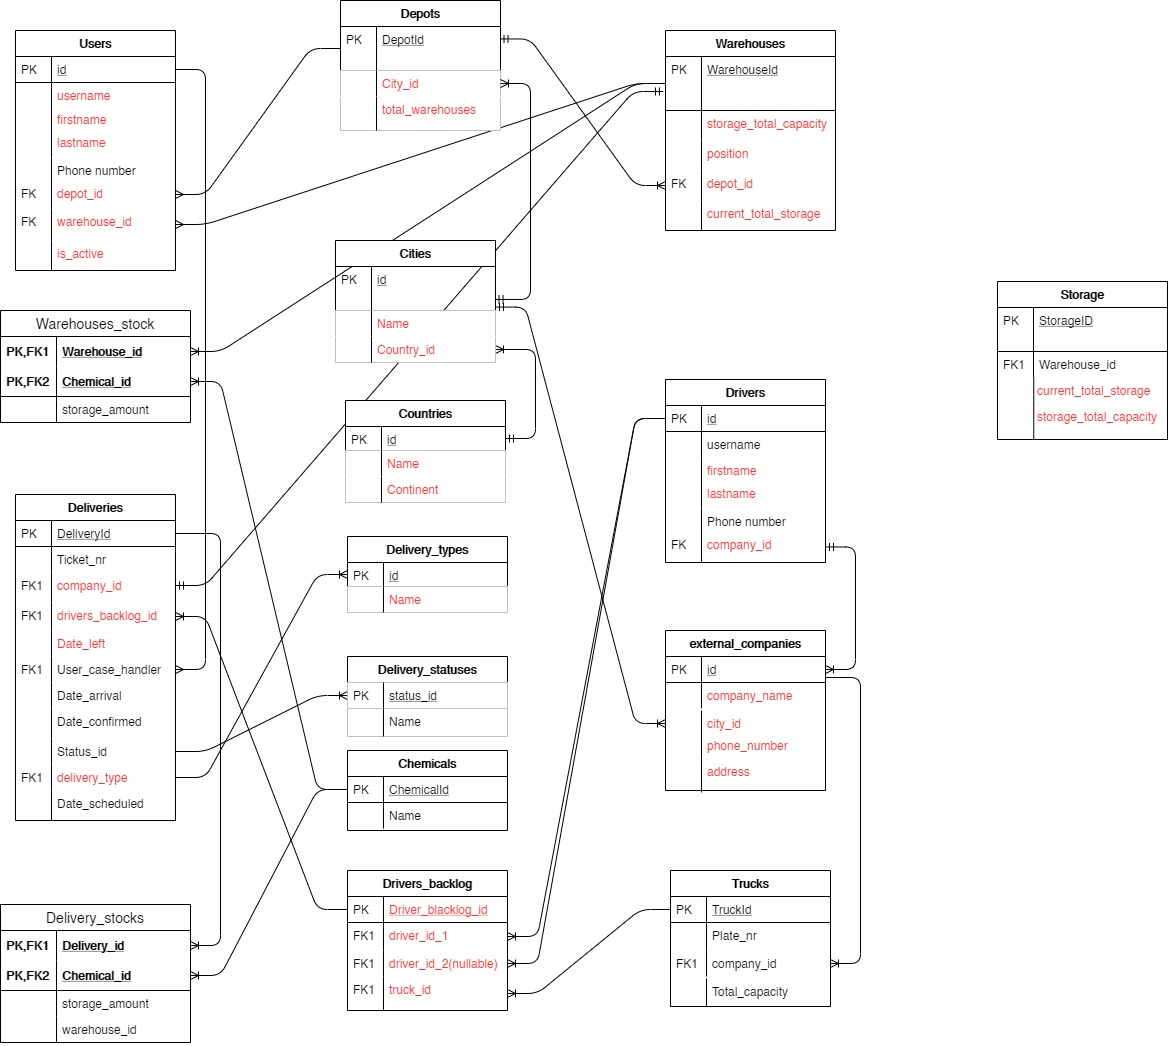 Users
PK id
username
firstname
lastname
Phone number
FK depot_id
FK warehouse_id
is_active
Depots
PK DepotId
City_id
total_warehouses
Warehouses
PK WarehouseId
storage_total_capacity
position
FK depot_id
current_total_storage
Cities
PK id
Name
Country_id
Storage
PK StorageID
FK1 Warehouse_id
current_total_storage
storage_total_capacity
Warehouses_stock
PK,FK1 Warehouse_id
PK,FK2 Chemical_id
storage_amount
Countries
PK id
Name
Continent
Drivers
PK id
username
firstname
lastname
Phone number
FK company_id
Deliveries
PK DeliveryId
Ticket_nr
FK1 company_id
FK1 drivers_backlog_id
Date_left
FK1 User_case_handler
Date_arrival
Date_confirmed
Status_id
FK1 delivery_type
Date_scheduled
Delivery_types
PK id
Name
Delivery_statuses
PK status_id
Name
external_companies
PK id
company_name
city_id
phone_number
address
Chemicals
PK ChemicalId
Name
Delivery_stocks
PK,FK1 Delivery_id
PK,FK2 Chemical_id
storage_amount
warehouse_id
Drivers_backlog
PK Driver_blacklog_id
FK1 driver_id_1
FK1 driver_id_2(nullable)
FK1 truck_id
Trucks
PK TruckId
Plate_nr
FK1 company_id
Total_capacity